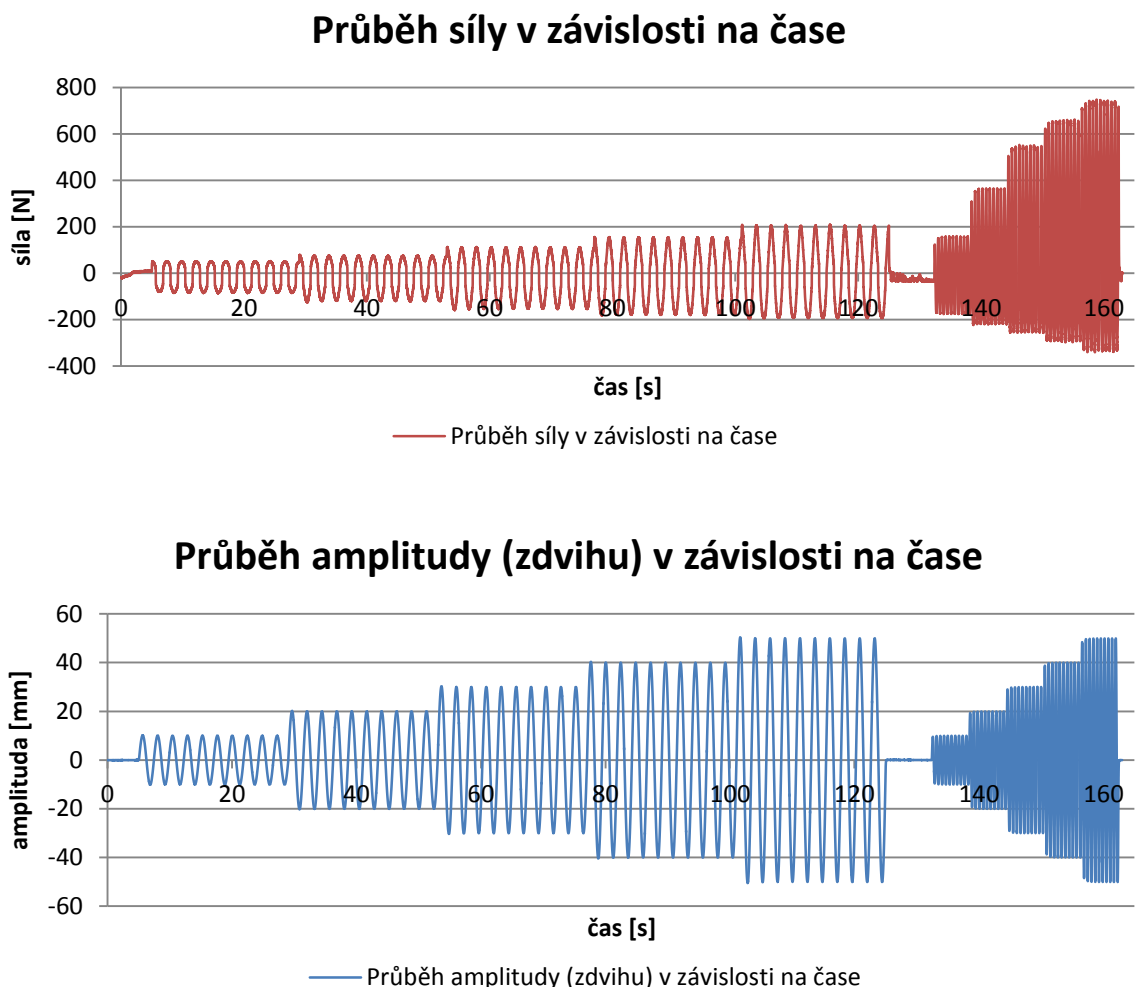 Průběh síly v závislosti na čase
800
600
400
200
0
-200
-400
síla [N]
0 20 40 60 80 100 120 140 160
čas [s]
Průběh síly v závislosti na čase
Průběh amplitudy (zdvihu) v závislosti na čase
60
40
20
0
-20
-40
-60
amplituda [mm]
0 20 40 60 80 100 120 140 160
čas [s]
Průběh amplitudy (zdvihu) v závislosti na čase